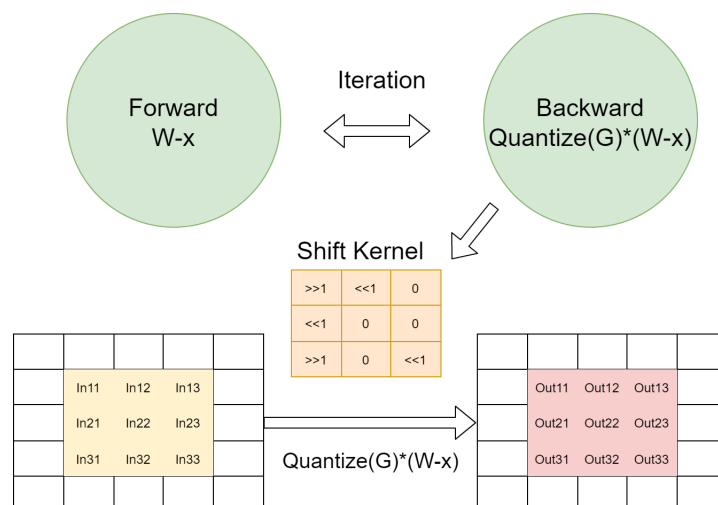 Forward
W-x
Iteration
Backward
Quantize(G)*(W-x)
Shift Kernel
>>1 <<1 0
<<1 0 0
>>1 0 <<1
In11 In12 In13
In21 In22 In23
In31 In32 In33
Quantize(G)*(W-x)
Out11 Out12 Out13
Out21 Out22 Out23
Out31 Out32 Out33